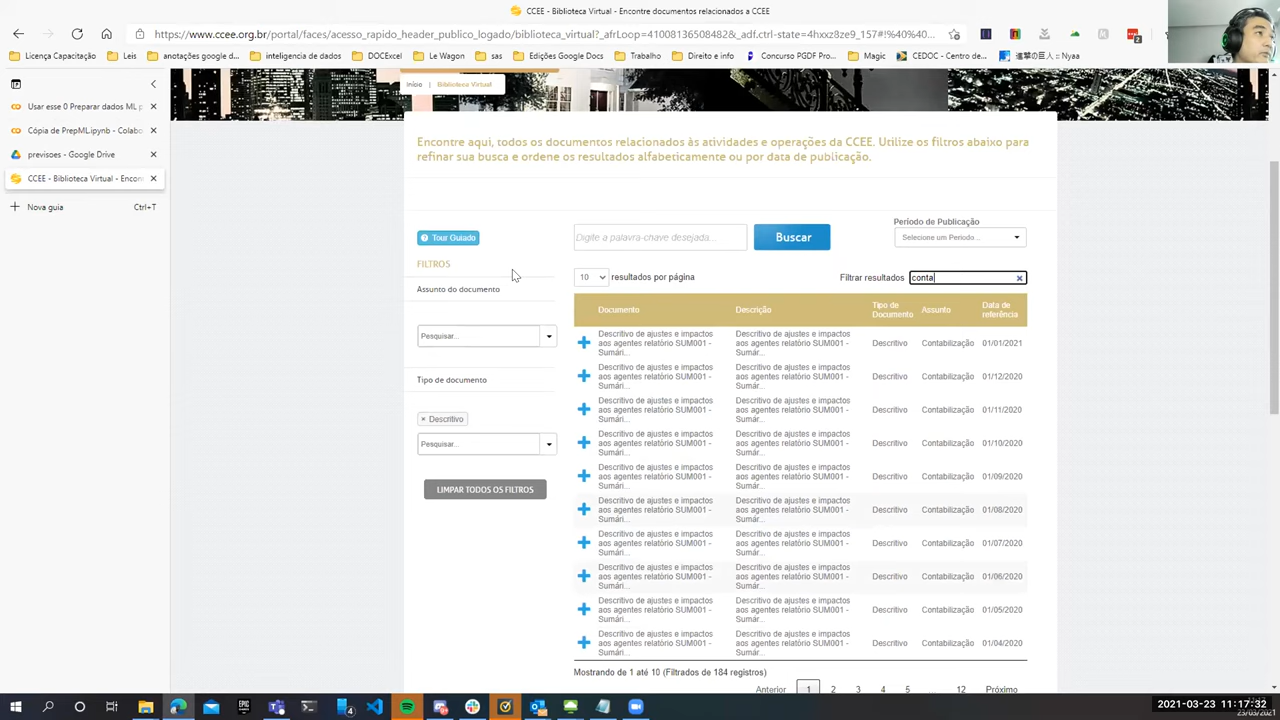 CCEE - Biblioteca Virtual - Encontre documentos relacionados a CCEE
https://www.ccee.org.br/portal/faces/acesso_rapido_header_publico_logado/biblioteca_virtual?_afrLoop=410081365084828&_adf.ctrl-state=4hxxz8ze9_157#!%40%40...
Licença Capacitação
Leis
anotações google d...
inteligencia de dados
DOCExcel
Le Wagon
sas
Edições Google Docs
Trabalho
Direito e info
Concurso PGDF Pro...
Magic
CEDOC - Centro de...
進撃の巨人 :: Nyaa
Usar esse 0 Preparar dados ML p
Cópia de PrepML.ipynb - Colabo
previsoes - Google Drive
CCEE - Biblioteca Virtual - Encon
Nova guia Ctrl+T
Início | Biblioteca Virtual
Encontre aqui, todos os documentos relacionados às atividades e operações da CCEE. Utilize os filtros abaixo para
refinar sua busca e ordene os resultados alfabeticamente ou por data de publicação.
Tour Guiado
FILTROS
Assunto do documento
Pesquisar...
Tipo de documento
× Descritivo
Pesquisar...
LIMPAR TODOS OS FILTROS
Digite a palavra-chave desejada...
Buscar
Período de Publicação
Selecione um Periodo...
10 resultados por página
Filtrar resultados conta
Documento Descrição Tipo de Documento Assunto Data de referência
Descritivo de ajustes e impactos Descritivo de ajustes e impactos
aos agentes relatório SUM001 - aos agentes relatório SUM001 - Descritivo Contabilização 01/01/2021
Sumári... Sumár...
Descritivo de ajustes e impactos Descritivo de ajustes e impactos
aos agentes relatório SUM001 - aos agentes relatório SUM001 - Descritivo Contabilização 01/12/2020
Sumári... Sumár...
Descritivo de ajustes e impactos Descritivo de ajustes e impactos
aos agentes relatório SUM001 - aos agentes relatório SUM001 - Descritivo Contabilização 01/11/2020
Sumári... Sumár...
Descritivo de ajustes e impactos Descritivo de ajustes e impactos
aos agentes relatório SUM001 - aos agentes relatório SUM001 - Descritivo Contabilização 01/10/2020
Sumári... Sumár...
Descritivo de ajustes e impactos Descritivo de ajustes e impactos
aos agentes relatório SUM001 - aos agentes relatório SUM001 - Descritivo Contabilização 01/09/2020
Sumári... Sumár...
Descritivo de ajustes e impactos Descritivo de ajustes e impactos
aos agentes relatório SUM001 - aos agentes relatório SUM001 - Descritivo Contabilização 01/08/2020
Sumári... Sumár...
Descritivo de ajustes e impactos Descritivo de ajustes e impactos
aos agentes relatório SUM001 - aos agentes relatório SUM001 - Descritivo Contabilização 01/07/2020
Sumári... Sumár...
Descritivo de ajustes e impactos Descritivo de ajustes e impactos
aos agentes relatório SUM001 - aos agentes relatório SUM001 - Descritivo Contabilização 01/06/2020
Sumári... Sumár...
Descritivo de ajustes e impactos Descritivo de ajustes e impactos
aos agentes relatório SUM001 - aos agentes relatório SUM001 - Descritivo Contabilização 01/05/2020
Sumári... Sumár...
Descritivo de ajustes e impactos Descritivo de ajustes e impactos
aos agentes relatório SUM001 - aos agentes relatório SUM001 - Descritivo Contabilização 01/04/2020
Sumári... Sumár...
Mostrando de 1 até 10 (Filtrados de 184 registros)
Anterior 1 2 3 4 5 ... 12 Próximo
2021-03-23 11:17:32